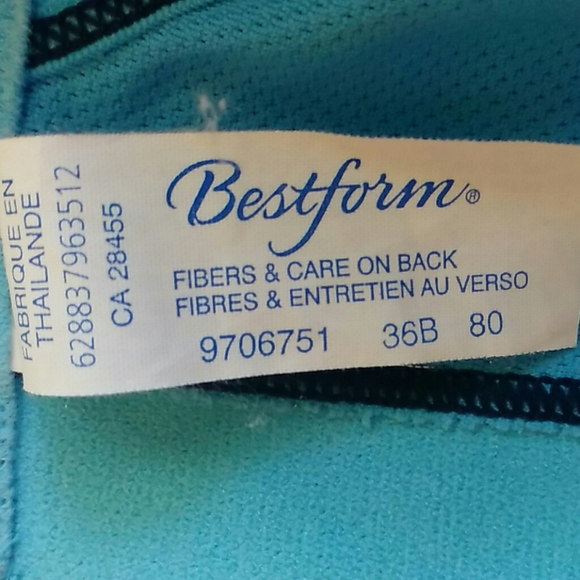 FABRIQUE EN
THAILANDE
628837963512
CA 28455
Bestform®
FIBERS & CARE ON BACK
FIBRES & ENTRETIEN AU VERSO
9706751 36B 80